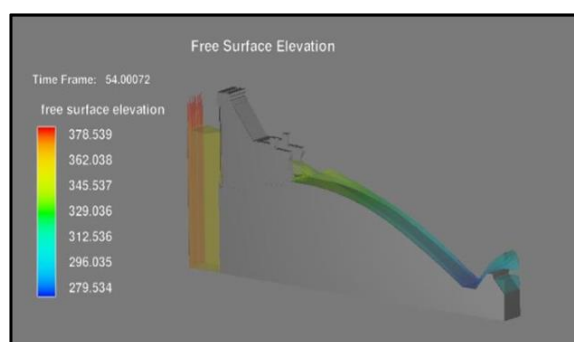 Free Surface Elevation
Time Frame: 54.00072
free surface elevation
378.539
362.038
345.537
329.036
312.536
296.035
279.534